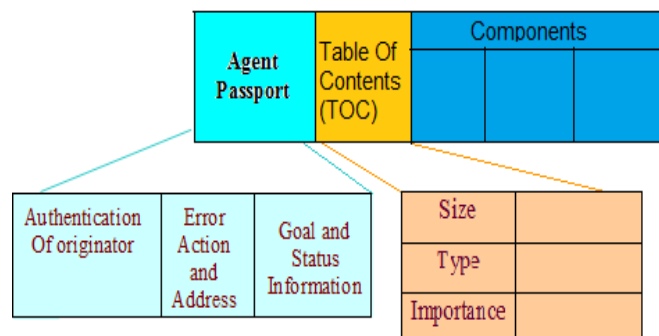 Agent
Passport
Table Of
Contents
(TOC)
Components
Authentication
Of originator
Error
Action
and
Address
Goal and
Status
Information
Size
Type
Importance